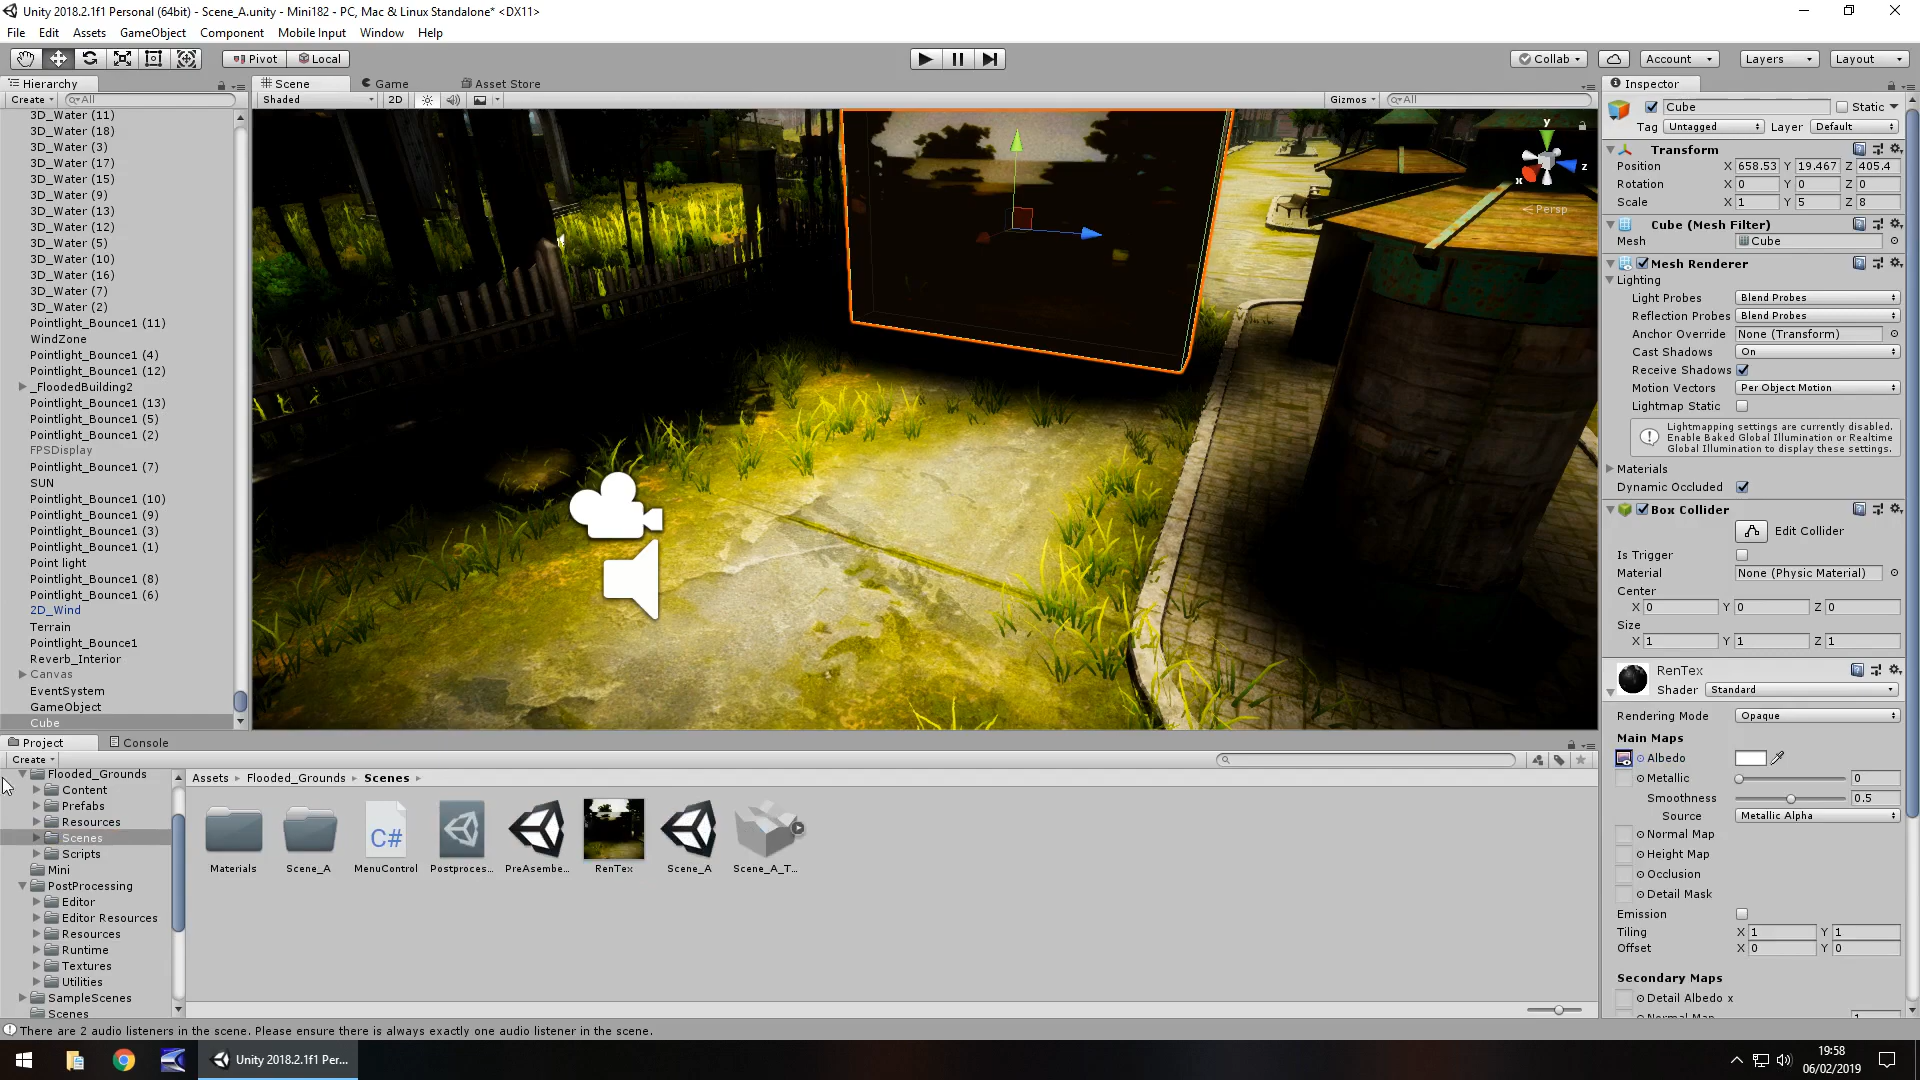 Unity 2018.2.1f1 Personal (64bit) - Scene_A.unity - Mini182 - PC, Mac & Linux Standalone* <DX11>
File Edit Assets GameObject Component Mobile Input Window Help
Pivot Local Collab Account Layers Layout
Hierarchy Scene Game Asset Store Inspector
Create All Shaded 2D Gizmos All
3D_Water (11)
3D_Water (18)
3D_Water (3)
3D_Water (17)
3D_Water (15)
3D_Water (9)
3D_Water (13)
3D_Water (12)
3D_Water (5)
3D_Water (10)
3D_Water (16)
3D_Water (7)
3D_Water (2)
Pointlight_Bounce1 (11)
WindZone
Pointlight_Bounce1 (4)
Pointlight_Bounce1 (12)
_FloodedBuilding2
Pointlight_Bounce1 (13)
Pointlight_Bounce1 (5)
Pointlight_Bounce1 (2)
FPSDisplay
Pointlight_Bounce1 (7)
SUN
Pointlight_Bounce1 (10)
Pointlight_Bounce1 (9)
Pointlight_Bounce1 (3)
Pointlight_Bounce1 (1)
Point light
Pointlight_Bounce1 (8)
Pointlight_Bounce1 (6)
2D_Wind
Terrain
Pointlight_Bounce1
Reverb_Interior
Canvas
EventSystem
GameObject
Cube
y
x z
< Persp
Cube Static
Tag Untagged Layer Default
Transform
Position X 658.53 Y 19.467 Z 405.4
Rotation X 0 Y 0 Z 0
Scale X 1 Y 5 Z 8
Cube (Mesh Filter)
Mesh Cube
Mesh Renderer
Lighting
Light Probes Blend Probes
Reflection Probes Blend Probes
Anchor Override None (Transform)
Cast Shadows On
Receive Shadows
Motion Vectors Per Object Motion
Lightmap Static
Lightmapping settings are currently disabled.
Enable Baked Global Illumination or Realtime
Global Illumination to display these settings.
Materials
Dynamic Occluded
Box Collider
Edit Collider
Is Trigger
Material None (Physic Material)
Center
X 0 Y 0 Z 0
Size
X 1 Y 1 Z 1
RenTex
Shader Standard
Rendering Mode Opaque
Main Maps
Albedo
Metallic 0
Smoothness 0.5
Source Metallic Alpha
Normal Map
Height Map
Occlusion
Detail Mask
Emission
Tiling X 1 Y 1
Offset X 0 Y 0
Secondary Maps
Detail Albedo x
Project Console
Create
Flooded_Grounds
Content
Prefabs
Resources
Scenes
Scripts
Mini
PostProcessing
Editor
Editor Resources
Resources
Runtime
Textures
Utilities
SampleScenes
Scenes
Assets Flooded_Grounds Scenes
C#
Materials Scene_A MenuControl Postproces... PreAsembe... RenTex Scene_A Scene_A_T...
There are 2 audio listeners in the scene. Please ensure there is always exactly one audio listener in the scene.
Unity 2018.2.1f1 Per...
19:58
06/02/2019